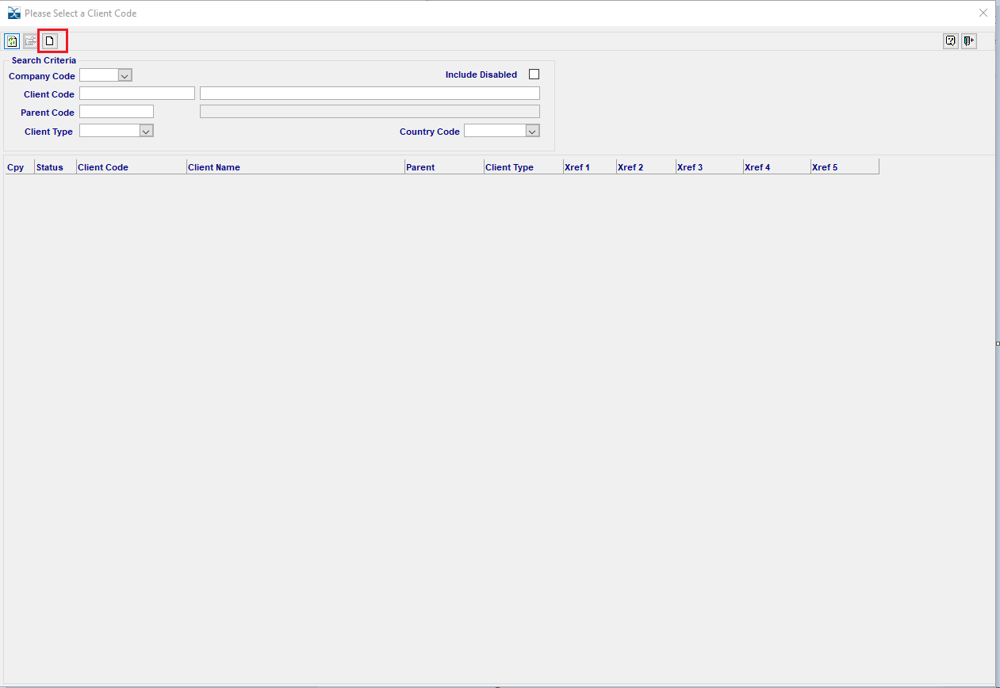 Please Select a Client Code
Search Criteria
Company Code
Include Disabled
Client Code
Parent Code
Client Type
Country Code
Cpy Status Client Code Client Name Parent Client Type Xref 1 Xref 2 Xref 3 Xref 4 Xref 5